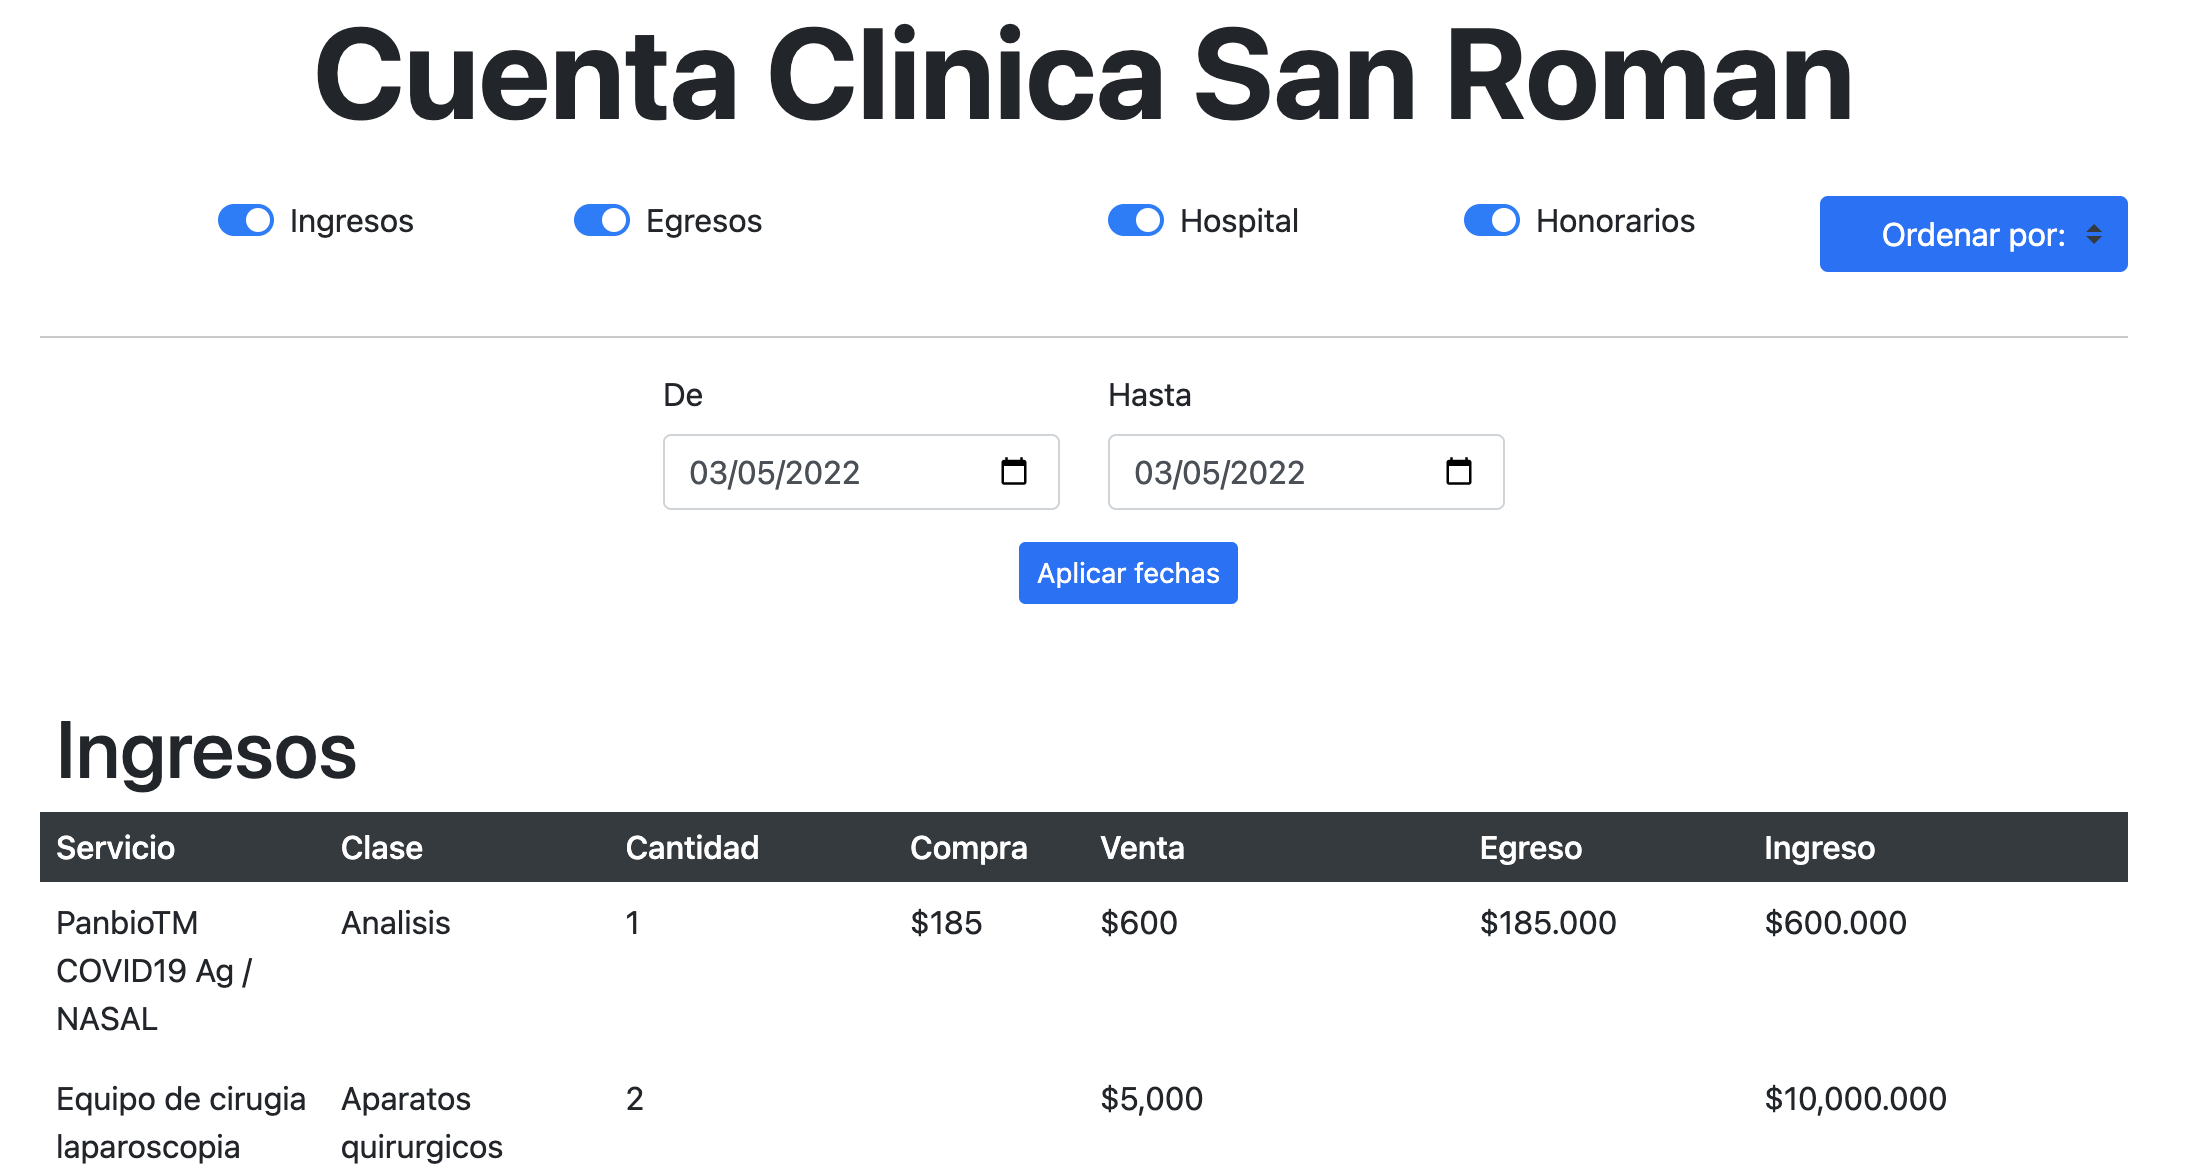 Cuenta Clinica San Roman
Ingresos Egresos Hospital Honorarios Ordenar por:
De Hasta
03/05/2022 03/05/2022
Aplicar fechas
Ingresos
Servicio Clase Cantidad Compra Venta Egreso Ingreso
PanbioTM Analisis 1 $185 $600 $185.000 $600.000
COVID19 Ag /
NASAL
Equipo de cirugia Aparatos 2 $5,000 $10,000.000
laparoscopia quirurgicos